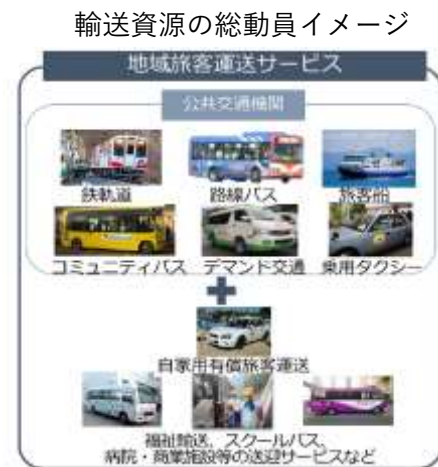 輸送資源の総動員イメージ
地域旅客運送サービス
公共交通機関
鉄軌道 路線バス 旅客船
コミュニティバス デマンド交通 乗用タクシー
自家用有償旅客運送
福祉輸送、スクールバス、
病院・商業施設等の送迎サービスなど